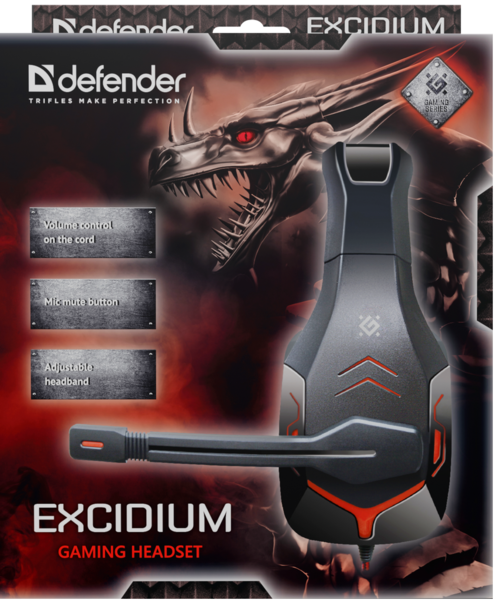 defender EXCIDIUM
defender
TRIFLES MAKE PERFECTION
GAMING
SERIES
Volume control
on the cord
Mic mute button
Adjustable
headband
EXCIDIUM
GAMING HEADSET